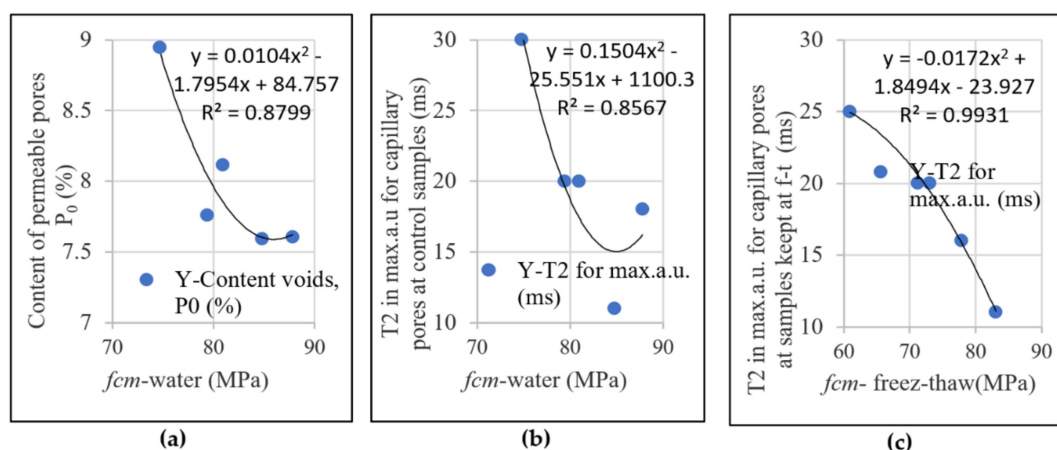 Content of permeable pores
P₀ (%)
9
8.5
8
7.5
7
y = 0.0104x² -
1.7954x + 84.757
R² = 0.8799
Y-Content voids,
P0 (%)
70
80
90
fcm-water (MPa)
(a)
T2 in max.a.u for capillary
pores at control samples (ms)
30
25
20
15
10
y = 0.1504x² -
25.551x + 1100.3
R² = 0.8567
Y-T2 for max.a.u.
(ms)
70
80
90
fcm-water (MPa)
(b)
T2 in max.a.u. for capillary pores
at samples keept at f-t (ms)
30
25
20
15
10
y = -0.0172x² +
1.8494x - 23.927
R² = 0.9931
Y-T2 for
max.a.u. (ms)
60
70
80
90
fcm- freez-thaw(MPa)
(c)